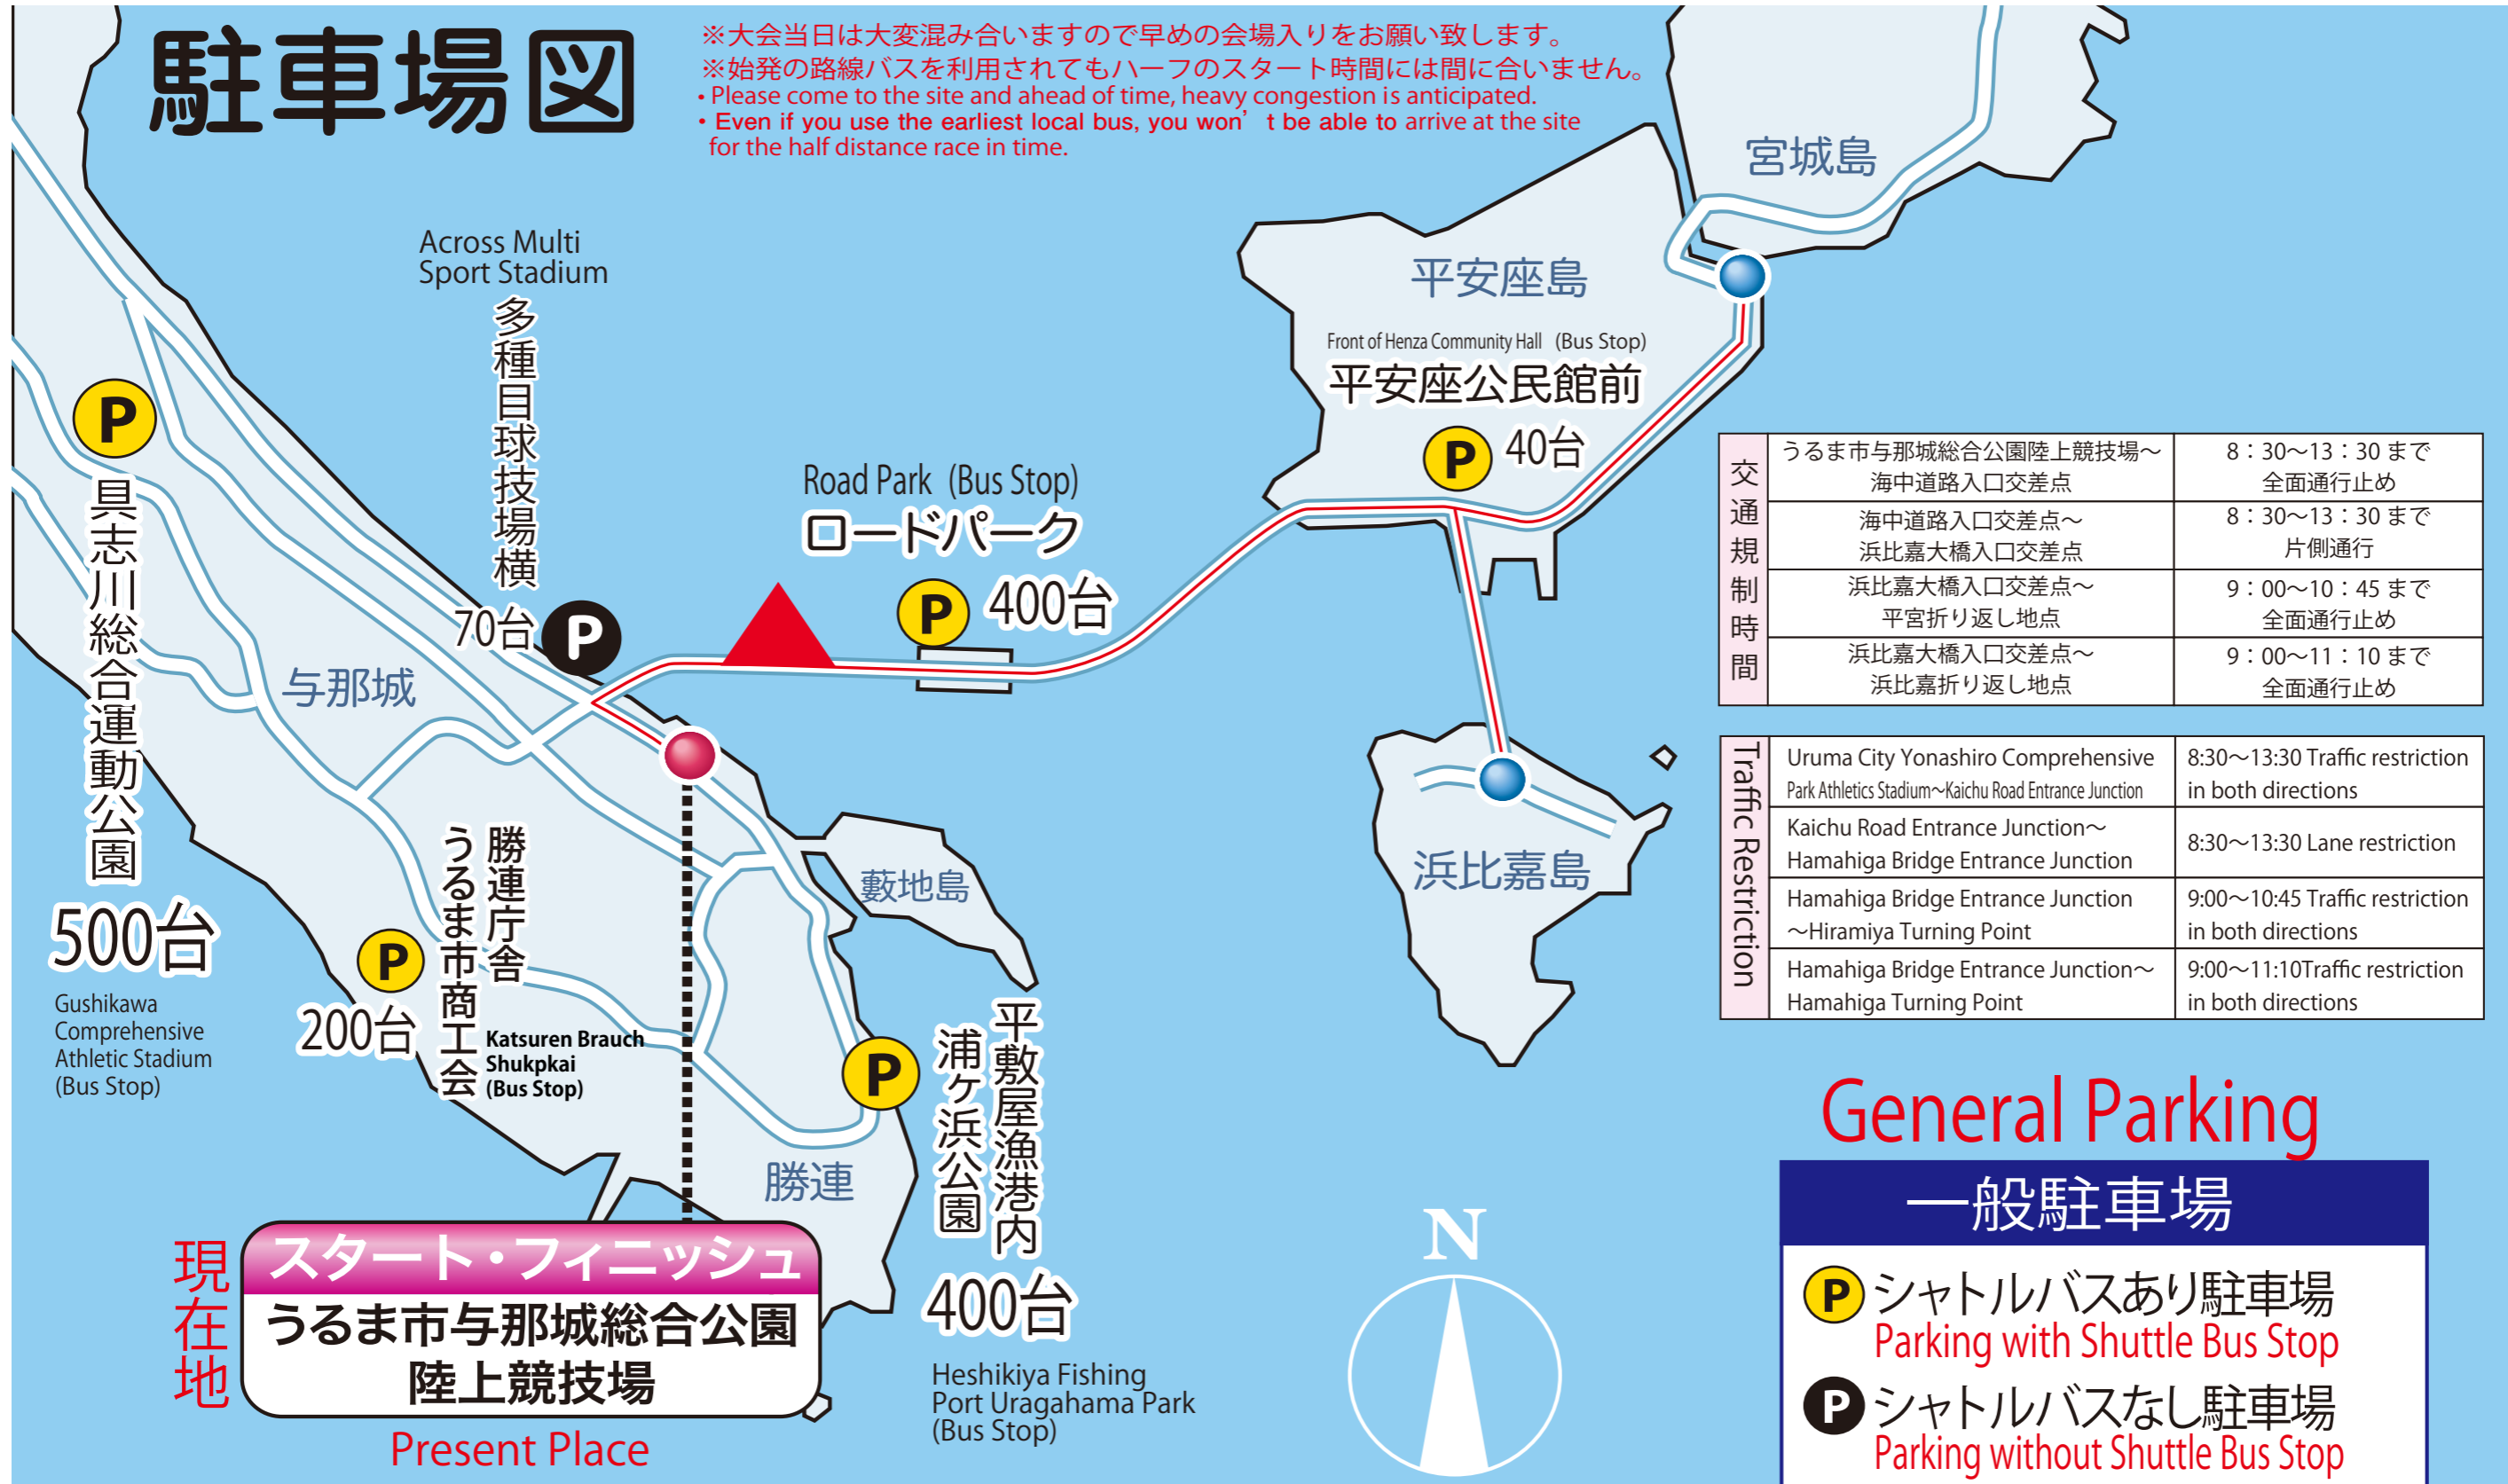 駐車場図
※大会当日は大変混み合いますので早めの会場入りをお願い致します。
※始発の路線バスを利用されてもハーフのスタート時間には間に合いません。
• Please come to the site and ahead of time, heavy congestion is anticipated.
• Even if you use the earliest local bus, you won’ t be able to arrive at the site
for the half distance race in time.
宮城島
Across Multi
Sport Stadium
多種目球技場横
70台
P
平安座島
Front of Henza Community Hall (Bus Stop)
平安座公民館前
P
40台
Road Park (Bus Stop)
ロードパーク
P
400台
P
具志川総合運動公園
500台
Gushikawa
Comprehensive
Athletic Stadium
(Bus Stop)
与那城
勝連庁舎
うるま市商工会
P
200台
Katsuren Brauch
Shukpkai
(Bus Stop)
藪地島
浜比嘉島
勝連
P
平敷屋漁港内
浦ヶ浜公園
400台
Heshikiya Fishing
Port Uragahama Park
(Bus Stop)
現在地
スタート・フィニッシュ
うるま市与那城総合公園
陸上競技場
Present Place
N
交通規制時間
うるま市与那城総合公園陸上競技場〜
海中道路入口交差点
8：30〜13：30 まで
全面通行止め
海中道路入口交差点〜
浜比嘉大橋入口交差点
8：30〜13：30 まで
片側通行
浜比嘉大橋入口交差点〜
平宮折り返し地点
9：00〜10：45 まで
全面通行止め
浜比嘉大橋入口交差点〜
浜比嘉折り返し地点
9：00〜11：10 まで
全面通行止め
Traffic Restriction
Uruma City Yonashiro Comprehensive
Park Athletics Stadium〜Kaichu Road Entrance Junction
8:30〜13:30 Traffic restriction
in both directions
Kaichu Road Entrance Junction〜
Hamahiga Bridge Entrance Junction
8:30〜13:30 Lane restriction
Hamahiga Bridge Entrance Junction
〜Hiramiya Turning Point
9:00〜10:45 Traffic restriction
in both directions
Hamahiga Bridge Entrance Junction〜
Hamahiga Turning Point
9:00〜11:10Traffic restriction
in both directions
General Parking
一般駐車場
P シャトルバスあり駐車場
Parking with Shuttle Bus Stop
P シャトルバスなし駐車場
Parking without Shuttle Bus Stop